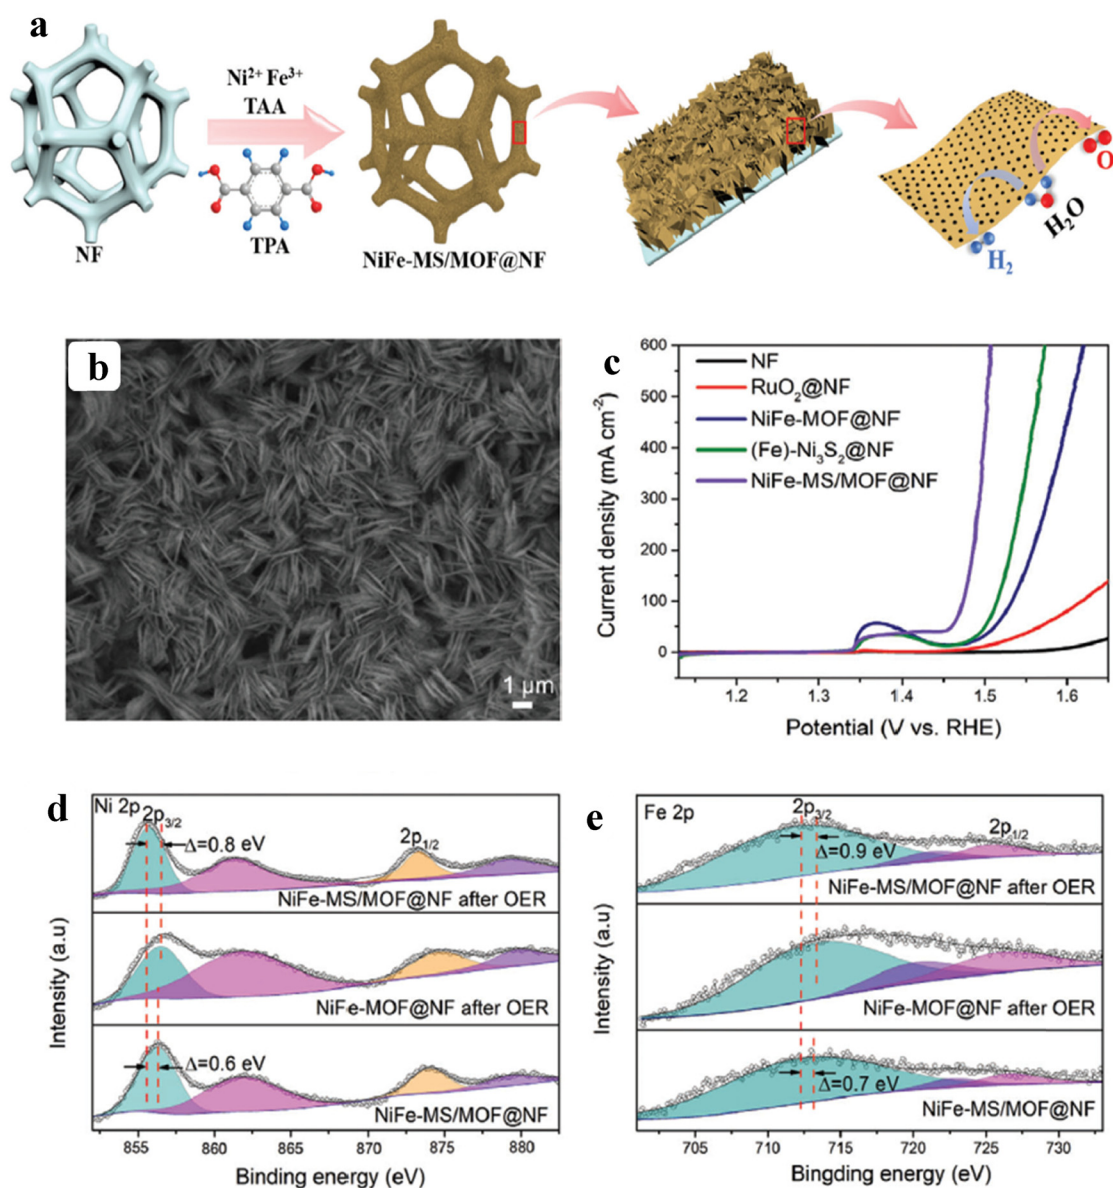 a
Ni²⁺ Fe³⁺
TAA
NF
TPA
NiFe-MS/MOF@NF
O
H₂O
H₂
b
1 μm
c
NF
RuO₂@NF
NiFe-MOF@NF
(Fe)-Ni₃S₂@NF
NiFe-MS/MOF@NF
600
500
400
300
200
100
0
Current density (mA cm⁻²)
1.2 1.3 1.4 1.5 1.6
Potential (V vs. RHE)
d
Ni 2p
2p₃/₂
Δ=0.8 eV
2p₁/₂
NiFe-MS/MOF@NF after OER
NiFe-MOF@NF after OER
Δ=0.6 eV
NiFe-MS/MOF@NF
Intensity (a.u)
855 860 865 870 875 880
Binding energy (eV)
e
Fe 2p
2p₃/₂
2p₁/₂
Δ=0.9 eV
NiFe-MS/MOF@NF after OER
NiFe-MOF@NF after OER
Δ=0.7 eV
NiFe-MS/MOF@NF
Intensity (a.u)
705 710 715 720 725 730
Bingding energy (eV)